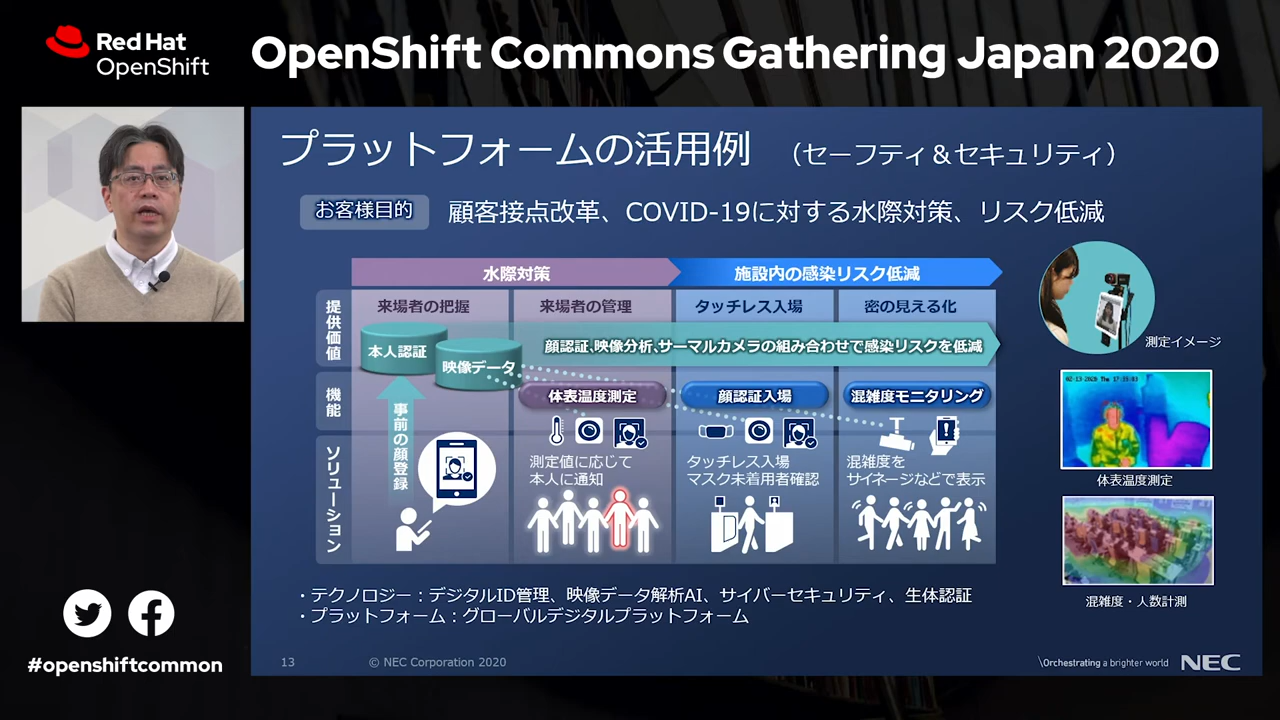 Red Hat
OpenShift
OpenShift Commons Gathering Japan 2020
プラットフォームの活用例 （セーフティ＆セキュリティ）
お客様目的 顧客接点改革、COVID-19に対する水際対策、リスク低減
水際対策 施設内の感染リスク低減
提供価値
来場者の把握 来場者の管理 タッチレス入場 密の見える化
本人認証
映像データ
顔認証、映像分析、サーマルカメラの組み合わせで感染リスクを低減
機能
体表温度測定 顔認証入場 混雑度モニタリング
事前の顔登録
ソリューション
測定値に応じて
本人に通知
タッチレス入場
マスク未着用者確認
混雑度を
サイネージなどで表示
測定イメージ
02-13-2020 Thu 17:35:03
体表温度測定
混雑度・人数計測
・テクノロジー：デジタルID管理、映像データ解析AI、サイバーセキュリティ、生体認証
・プラットフォーム：グローバルデジタルプラットフォーム
13 © NEC Corporation 2020
\Orchestrating a brighter world NEC
#openshiftcommon